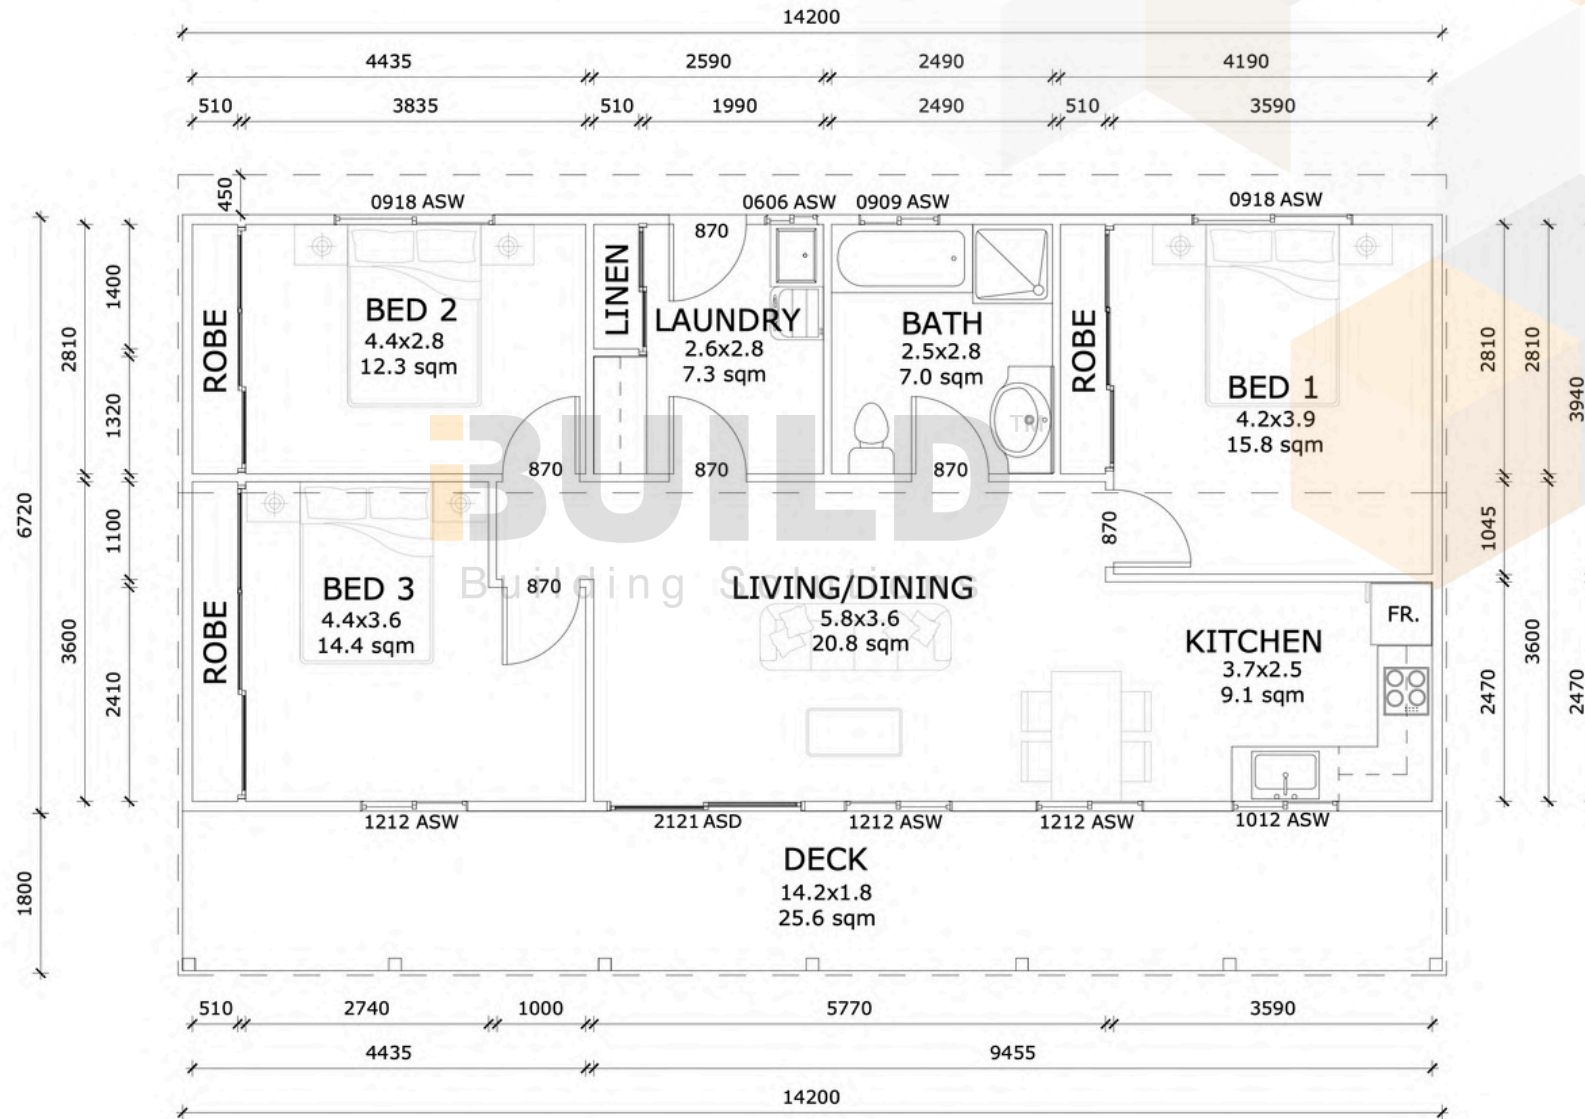 14200
4435 2590 2490 4190
510 3835 510 1990 2490 510 3590
450
0918 ASW 0606 ASW 0909 ASW 0918 ASW
870
1400
2810
1320
ROBE
BED 2
4.4x2.8
12.3 sqm
LINEN
LAUNDRY
2.6x2.8
7.3 sqm
BATH
2.5x2.8
7.0 sqm
ROBE
BED 1
4.2x3.9
15.8 sqm
2810
2810
3940
iBUILD TM
Building Solutions
870 870 870
870
6720
1100
3600
2410
ROBE
BED 3
4.4x3.6
14.4 sqm
870
LIVING/DINING
5.8x3.6
20.8 sqm
KITCHEN
3.7x2.5
9.1 sqm
FR.
1045
2470
3600
2470
1212 ASW 2121 ASD 1212 ASW 1212 ASW 1012 ASW
1800
DECK
14.2x1.8
25.6 sqm
510 2740 1000 5770 3590
4435 9455
14200